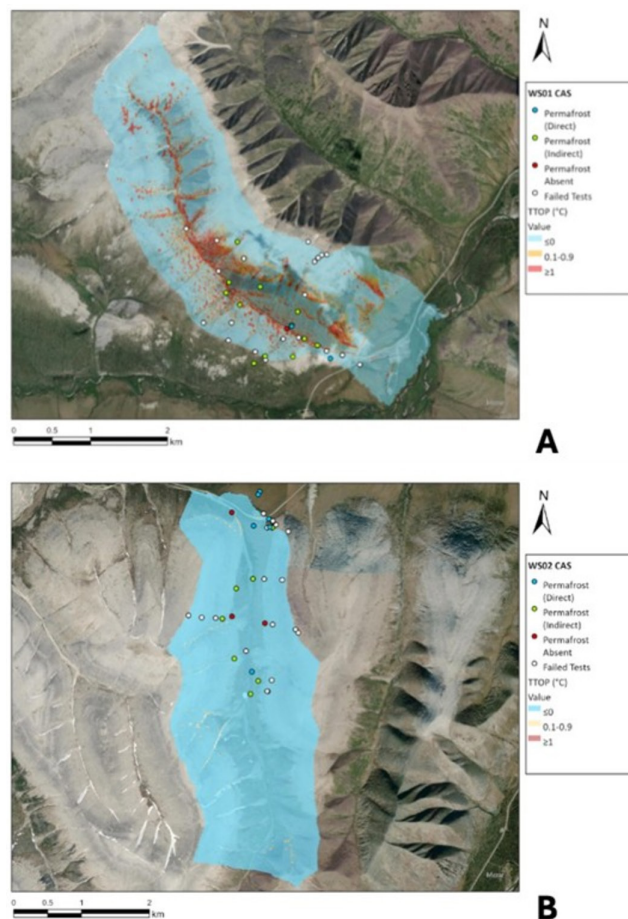 N
WS01 CAS
Permafrost
(Direct)
Permafrost
(Indirect)
Permafrost
Absent
Failed Tests
TTOP (°C)
Value
≤0
0.1-0.9
≥1
0 0.5 1 2
km
A
N
WS02 CAS
Permafrost
(Direct)
Permafrost
(Indirect)
Permafrost
Absent
Failed Tests
TTOP (°C)
Value
≤0
0.1-0.9
≥1
0 0.5 1 2
km
B